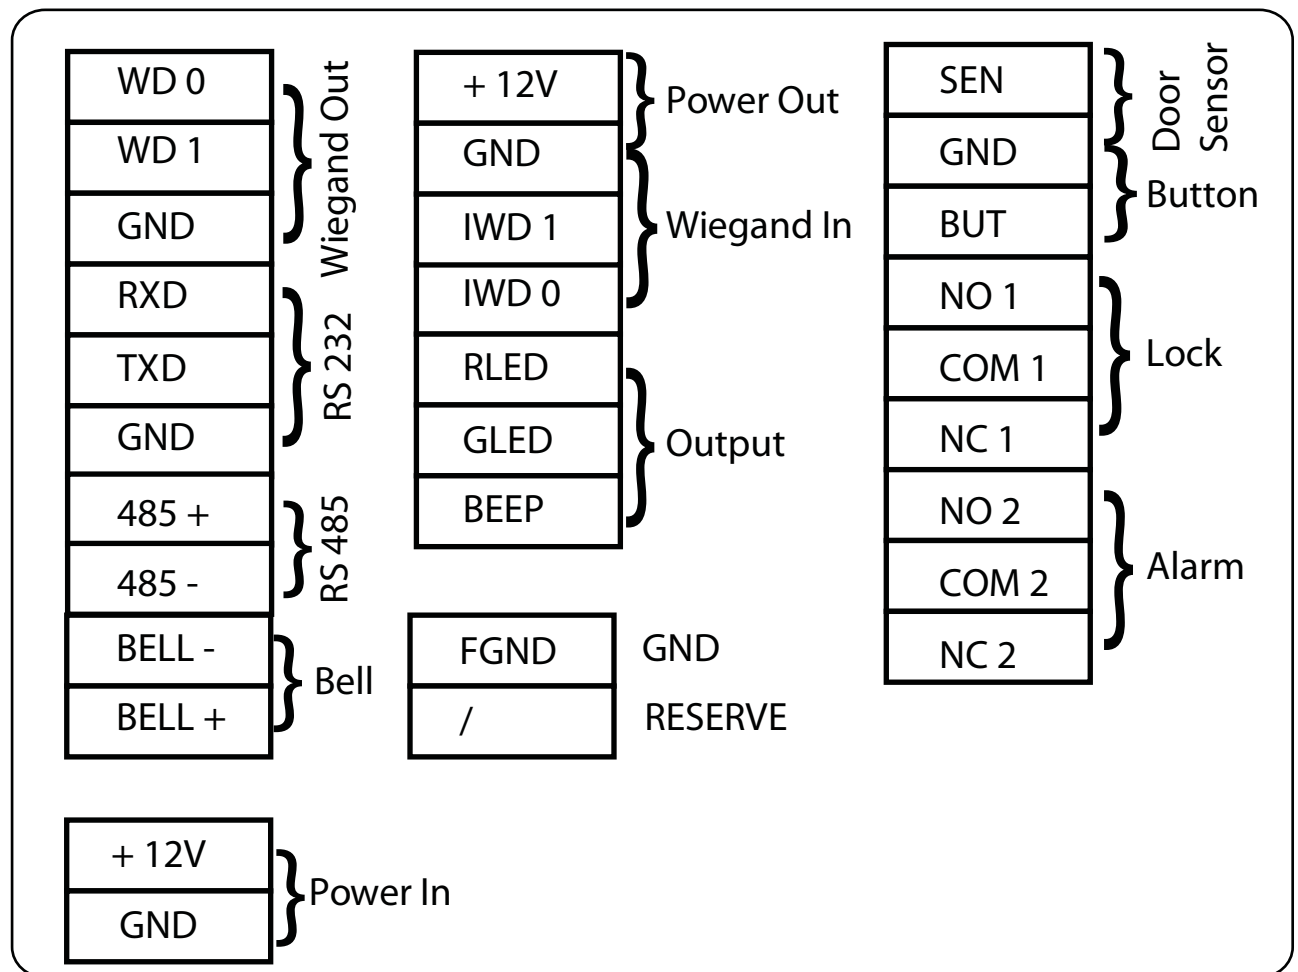 WD 0
WD 1
GND
Wiegand Out
RXD
TXD
GND
RS 232
485 +
485 -
RS 485
BELL -
BELL +
Bell
+ 12V
GND
Power In
+ 12V
Power Out
GND
IWD 1
Wiegand In
IWD 0
RLED
GLED
Output
BEEP
FGND
GND
/
RESERVE
SEN
Door
Sensor
GND
Button
BUT
NO 1
COM 1
Lock
NC 1
NO 2
COM 2
Alarm
NC 2